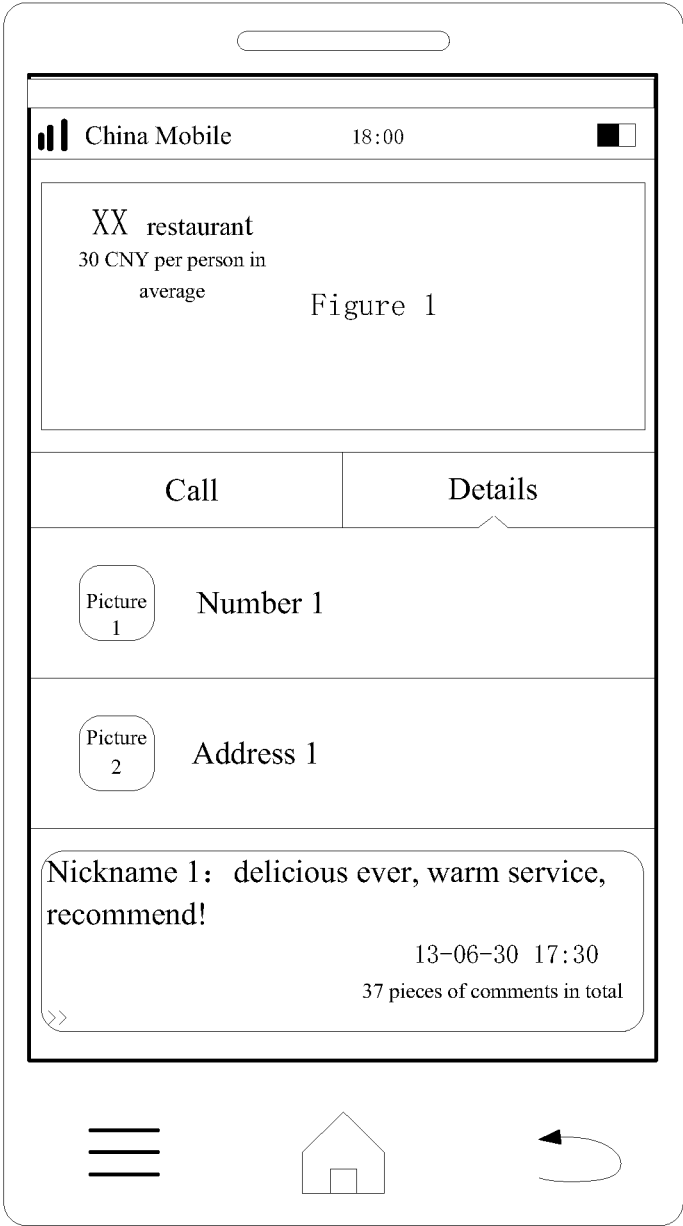 China Mobile 18:00
XX restaurant
30 CNY per person in
average
Figure 1
Call Details
Picture
1
Number 1
Picture
2
Address 1
Nickname 1：delicious ever, warm service,
recommend!
13-06-30 17:30
37 pieces of comments in total
>>